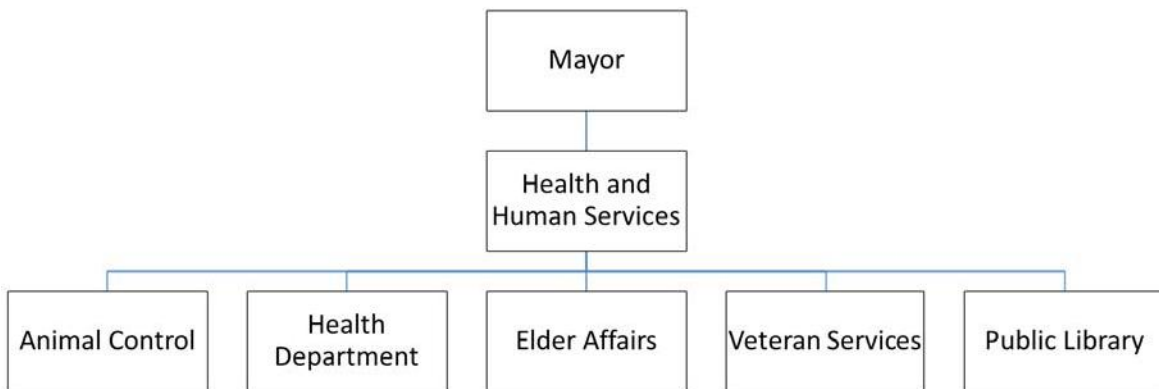 Mayor
Health and
Human Services
Animal Control
Health
Department
Elder Affairs
Veteran Services
Public Library